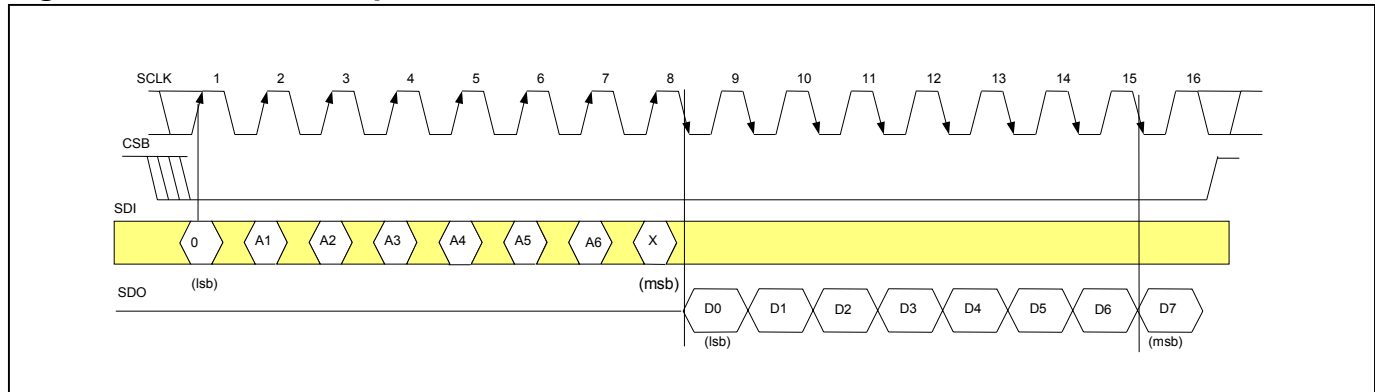 SCLK 1 2 3 4 5 6 7 8 9 10 11 12 13 14 15 16
CSB
SDI
0 A1 A2 A3 A4 A5 A6 X
(lsb) (msb)
SDO
D0 D1 D2 D3 D4 D5 D6 D7
(lsb) (msb)